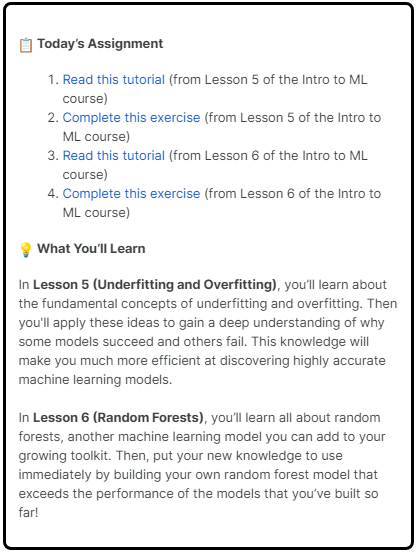 📋 Today's Assignment
1. Read this tutorial (from Lesson 5 of the Intro to ML
course)
2. Complete this exercise (from Lesson 5 of the Intro to
ML course)
3. Read this tutorial (from Lesson 6 of the Intro to ML
course)
4. Complete this exercise (from Lesson 6 of the Intro to
ML course)
💡 What You'll Learn
In Lesson 5 (Underfitting and Overfitting), you'll learn about
the fundamental concepts of underfitting and overfitting. Then
you'll apply these ideas to gain a deep understanding of why
some models succeed and others fail. This knowledge will
make you much more efficient at discovering highly accurate
machine learning models.
In Lesson 6 (Random Forests), you'll learn all about random
forests, another machine learning model you can add to your
growing toolkit. Then, put your new knowledge to use
immediately by building your own random forest model that
exceeds the performance of the models that you've built so
far!